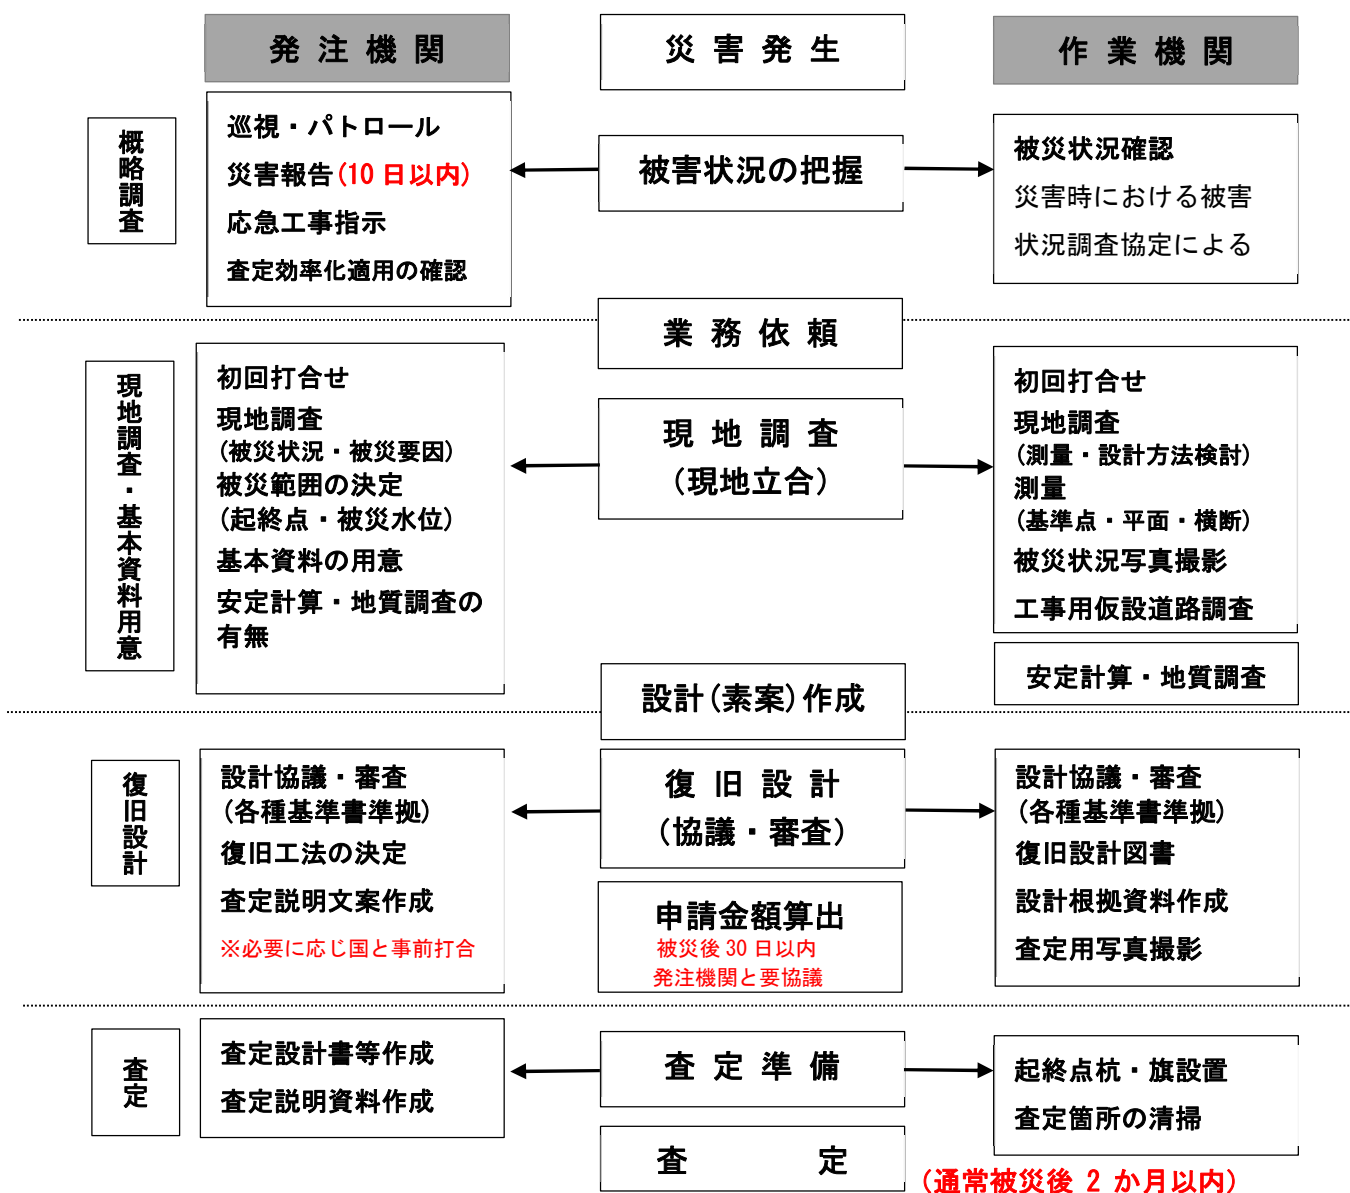 発注機関
災害発生
作業機関
概略調査
巡視・パトロール
災害報告(10日以内)
応急工事指示
査定効率化適用の確認
被害状況の把握
被災状況確認
災害時における被害
状況調査協定による
業務依頼
現地調査・基本資料用意
初回打合せ
現地調査
(被災状況・被災要因)
被災範囲の決定
(起終点・被災水位)
基本資料の用意
安定計算・地質調査の
有無
現地調査
(現地立合)
初回打合せ
現地調査
(測量・設計方法検討)
測量
(基準点・平面・横断)
被災状況写真撮影
工事用仮設道路調査
安定計算・地質調査
設計(素案)作成
復旧設計
設計協議・審査
(各種基準書準拠)
復旧工法の決定
査定説明文案作成
※必要に応じ国と事前打合
復旧設計
(協議・審査)
申請金額算出
被災後30日以内
発注機関と要協議
設計協議・審査
(各種基準書準拠)
復旧設計図書
設計根拠資料作成
査定用写真撮影
査定
査定設計書等作成
査定説明資料作成
査定準備
起終点杭・旗設置
査定箇所の清掃
査定
(通常被災後 2 か月以内)